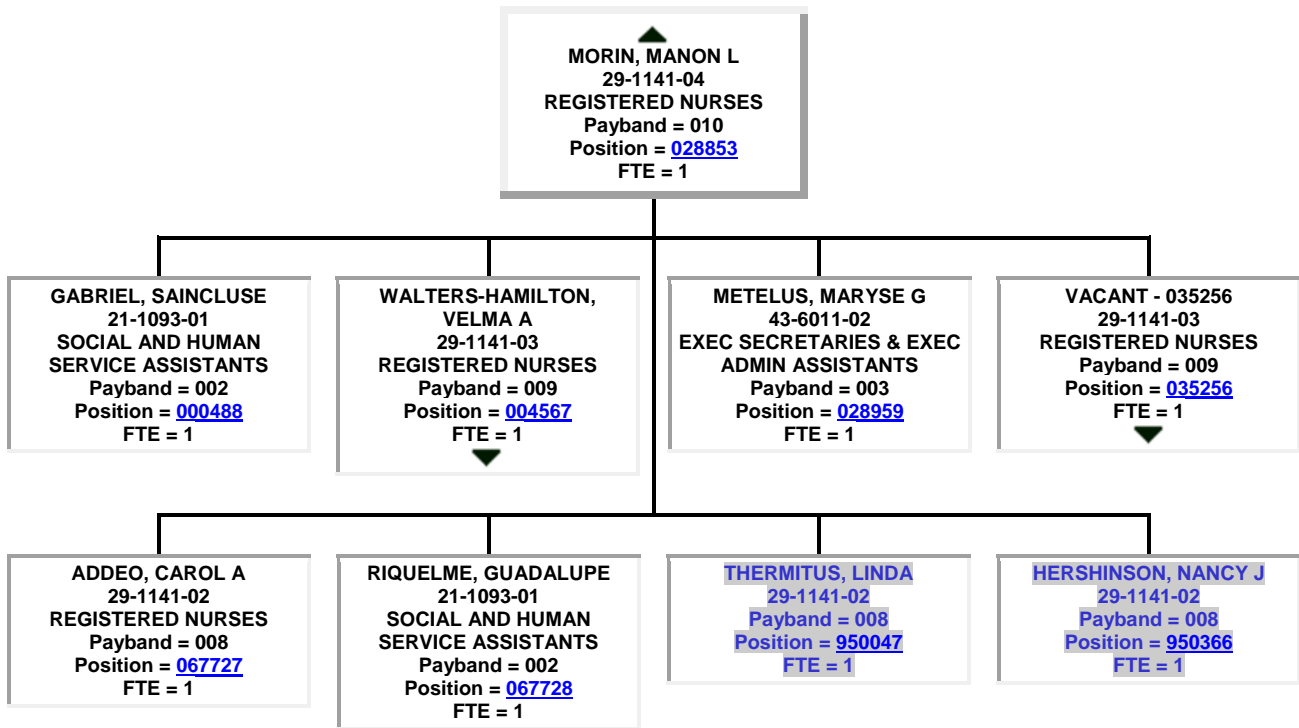 MORIN, MANON L
29-1141-04
REGISTERED NURSES
Payband = 010
Position = 028853
FTE = 1
GABRIEL, SAINCLUSE
21-1093-01
SOCIAL AND HUMAN
SERVICE ASSISTANTS
Payband = 002
Position = 000488
FTE = 1
WALTERS-HAMILTON,
VELMA A
29-1141-03
REGISTERED NURSES
Payband = 009
Position = 004567
FTE = 1
METELUS, MARYSE G
43-6011-02
EXEC SECRETARIES & EXEC
ADMIN ASSISTANTS
Payband = 003
Position = 028959
FTE = 1
VACANT - 035256
29-1141-03
REGISTERED NURSES
Payband = 009
Position = 035256
FTE = 1
ADDEO, CAROL A
29-1141-02
REGISTERED NURSES
Payband = 008
Position = 067727
FTE = 1
RIQUELME, GUADALUPE
21-1093-01
SOCIAL AND HUMAN
SERVICE ASSISTANTS
Payband = 002
Position = 067728
FTE = 1
THERMITUS, LINDA
29-1141-02
Payband = 008
Position = 950047
FTE = 1
HERSHINSON, NANCY J
29-1141-02
Payband = 008
Position = 950366
FTE = 1